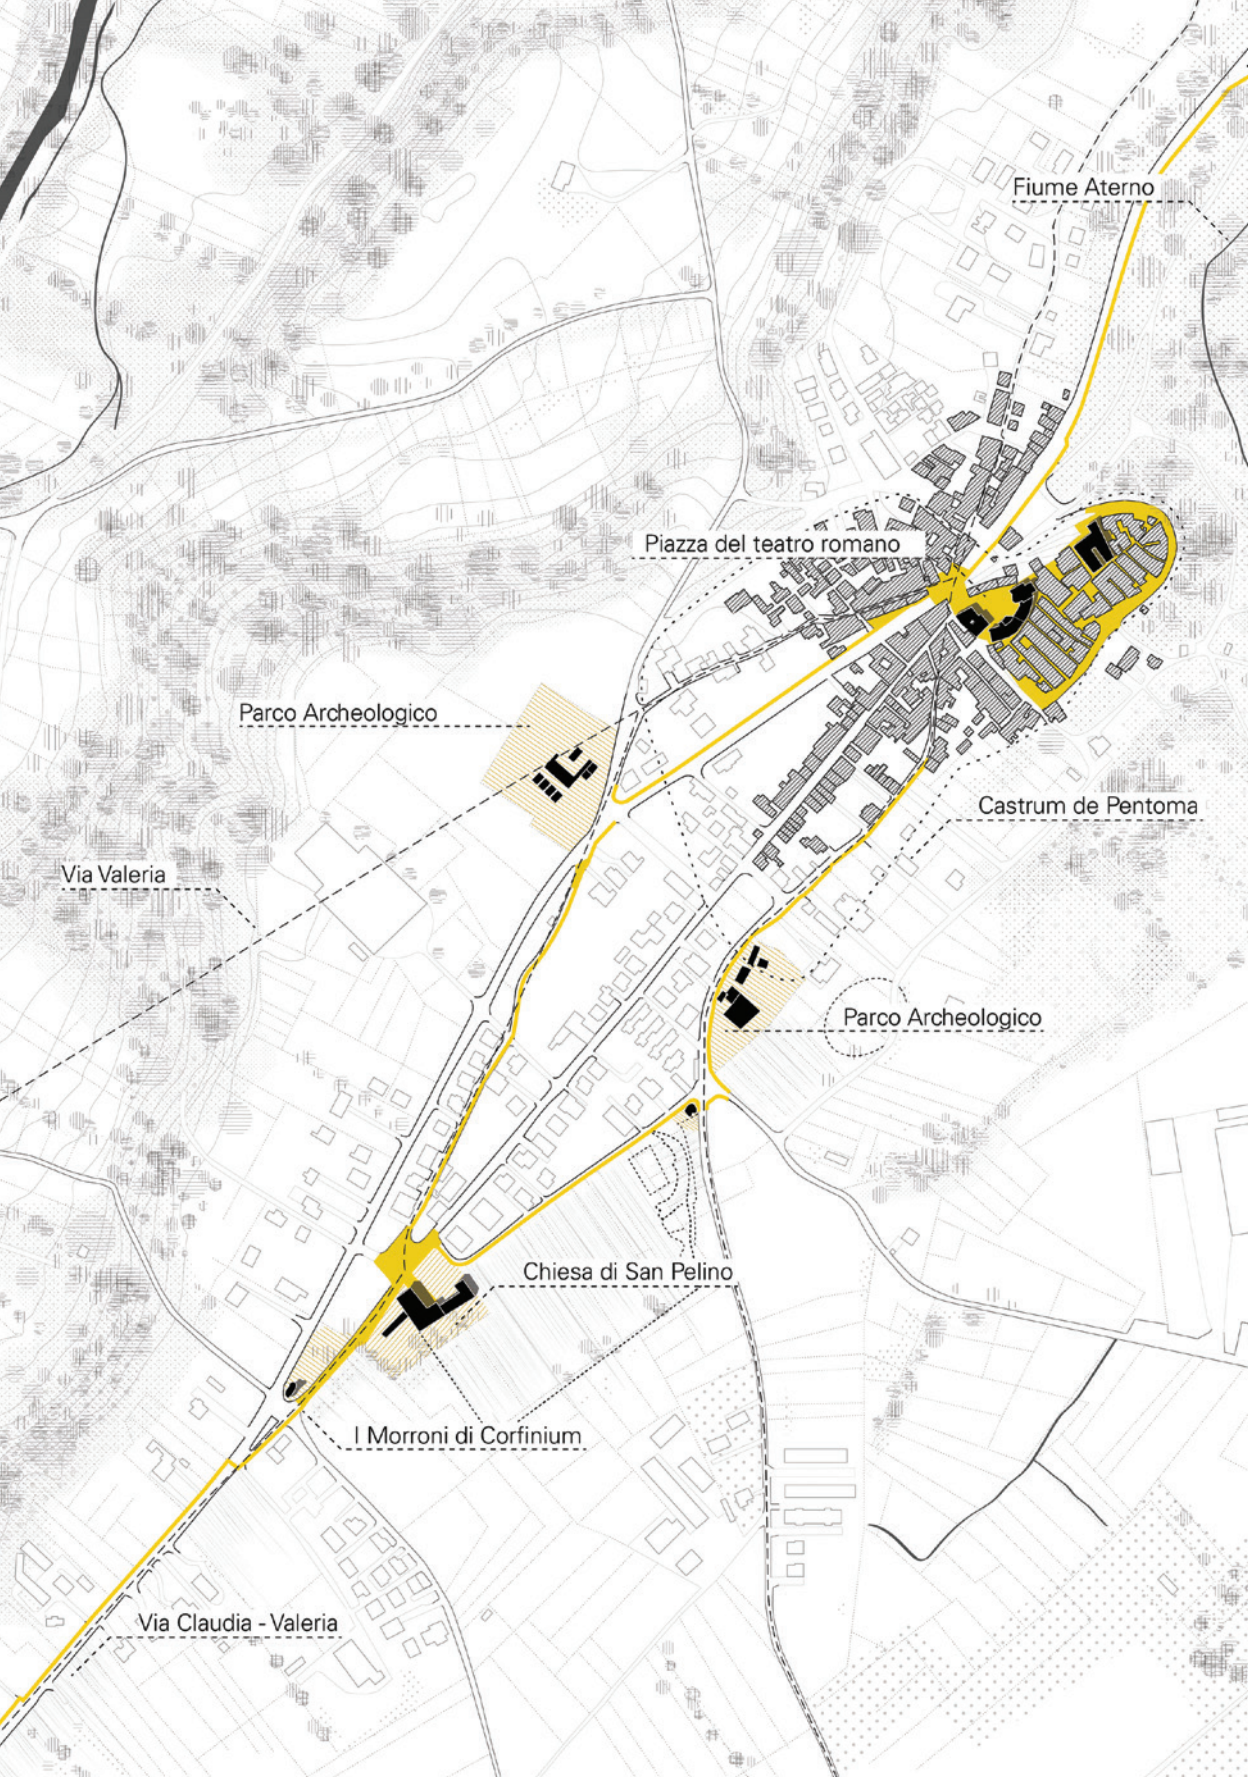 Fiume Aterno
Piazza del teatro romano
Parco Archeologico
Castrum de Pentoma
Via Valeria
Parco Archeologico
Chiesa di San Pelino
I Morroni di Corfinium
Via Claudia - Valeria